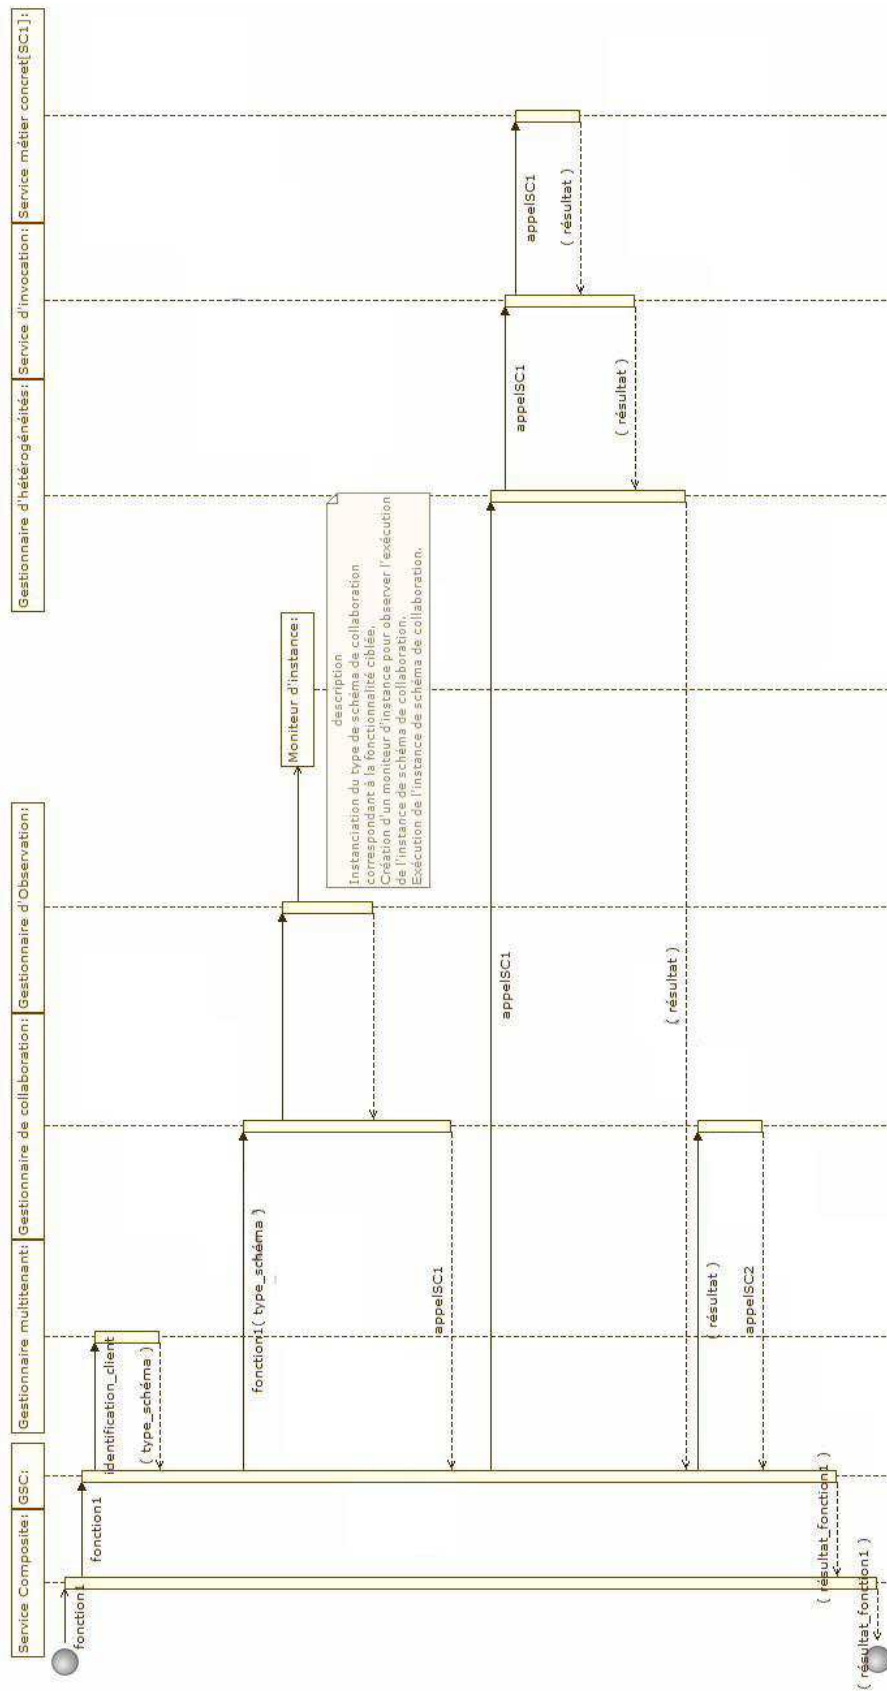 Service Composite:
GSC:
Gestionnaire multitenant:
Gestionnaire de collaboration:
Gestionnaire d'Observation:
Gestionnaire d'hétérogénéités:
Service d'invocation:
Service métier concret[SC1]:
fonction1
fonction1
identification_client
( type_schéma )
fonction1( type_schéma )
Moniteur d'instance:
description
Instanciation du type de schéma de collaboration
correspondant à la fonctionnalité ciblée.
Création d'un moniteur d'instance pour observer l'exécution
de l'instance de schéma de collaboration.
Exécution de l'instance de schéma de collaboration.
appelSC1
appelSC1
appelSC1
appelSC1
( résultat )
( résultat )
( résultat )
( résultat )
appelSC2
( résultat_fonction1 )
( résultat_fonction1 )